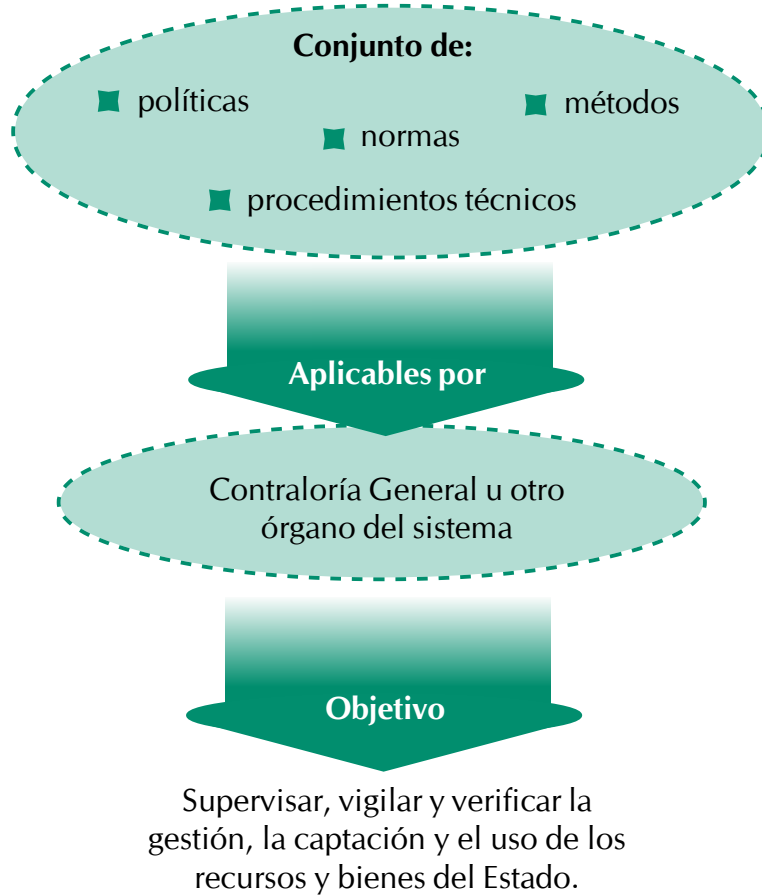 Conjunto de:
políticas
métodos
normas
procedimientos técnicos
Aplicables por
Contraloría General u otro
órgano del sistema
Objetivo
Supervisar, vigilar y verificar la
gestión, la captación y el uso de los
recursos y bienes del Estado.